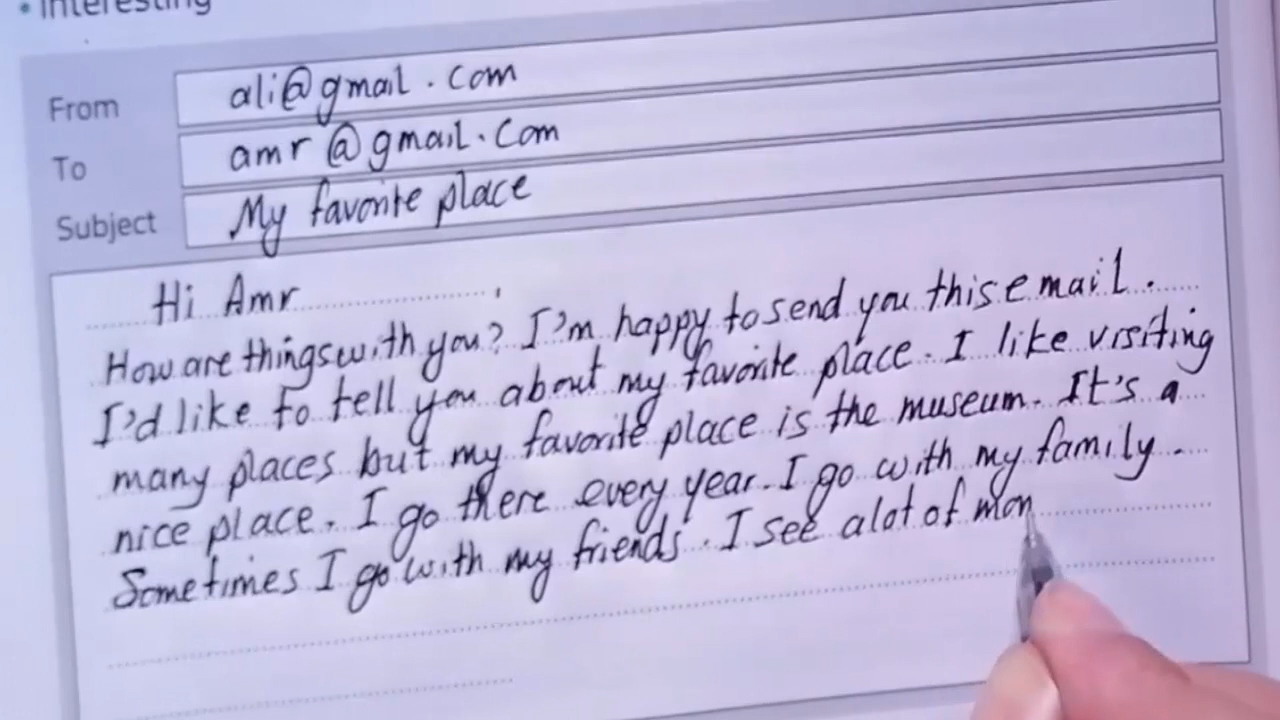 • Interesting
From ali@gmail.com
To amr@gmail.com
Subject My favorite place
Hi Amr,
How are things with you? I'm happy to send you this email.
I'd like to tell you about my favorite place. I like visiting
many places but my favorite place is the museum. It's a
nice place. I go there every year. I go with my family.
Sometimes I go with my friends. I see a lot of mon